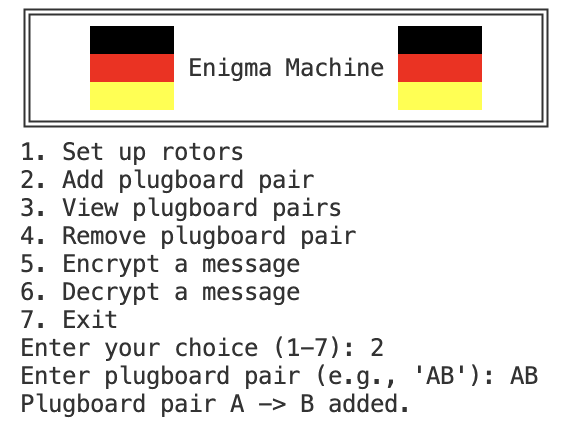 Enigma Machine
1. Set up rotors
2. Add plugboard pair
3. View plugboard pairs
4. Remove plugboard pair
5. Encrypt a message
6. Decrypt a message
7. Exit
Enter your choice (1-7): 2
Enter plugboard pair (e.g., 'AB'): AB
Plugboard pair A -> B added.